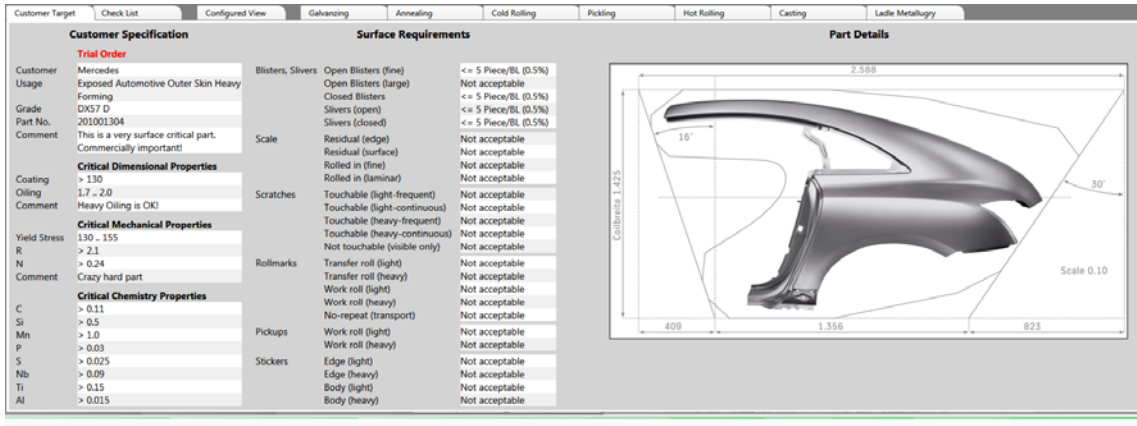 Customer Target Check List Configured View Galvanzing Annealing Cold Rolling Pickling Hot Rolling Casting Ladle Metallugry
Customer Specification
Trial Order
Customer Mercedes
Usage Exposed Automotive Outer Skin Heavy
Forming
Grade DX57 D
Part No. 201001304
Comment This is a very surface critical part.
Commercially important!
Critical Dimensional Properties
Coating > 130
Oiling 1.7 .. 2.0
Comment Heavy Oiling is OK!
Critical Mechanical Properties
Yield Stress 130 .. 155
R > 2.1
N > 0.24
Comment Crazy hard part
Critical Chemistry Properties
C > 0.11
Si > 0.5
Mn > 1.0
P > 0.03
S > 0.025
Nb > 0.09
Ti > 0.15
Al > 0.015
Surface Requirements
Blisters, Slivers Open Blisters (fine) <= 5 Piece/BL (0.5%)
Open Blisters (large) Not acceptable
Closed Blisters <= 5 Piece/BL (0.5%)
Slivers (open) <= 5 Piece/BL (0.5%)
Slivers (closed) <= 5 Piece/BL (0.5%)
Scale Residual (edge) Not acceptable
Residual (surface) Not acceptable
Rolled in (fine) Not acceptable
Rolled in (laminar) Not acceptable
Scratches Touchable (light-frequent) Not acceptable
Touchable (light-continuous) Not acceptable
Touchable (heavy-frequent) Not acceptable
Touchable (heavy-continuous) Not acceptable
Not touchable (visible only) Not acceptable
Rollmarks Transfer roll (light) Not acceptable
Transfer roll (heavy) Not acceptable
Work roll (light) Not acceptable
Work roll (heavy) Not acceptable
No-repeat (transport) Not acceptable
Pickups Work roll (light) Not acceptable
Work roll (heavy) Not acceptable
Stickers Edge (light) Not acceptable
Edge (heavy) Not acceptable
Body (light) Not acceptable
Body (heavy) Not acceptable
Part Details
2.588
16°
Coilbreite 1.425
30°
Scale 0.10
409 1.356 823